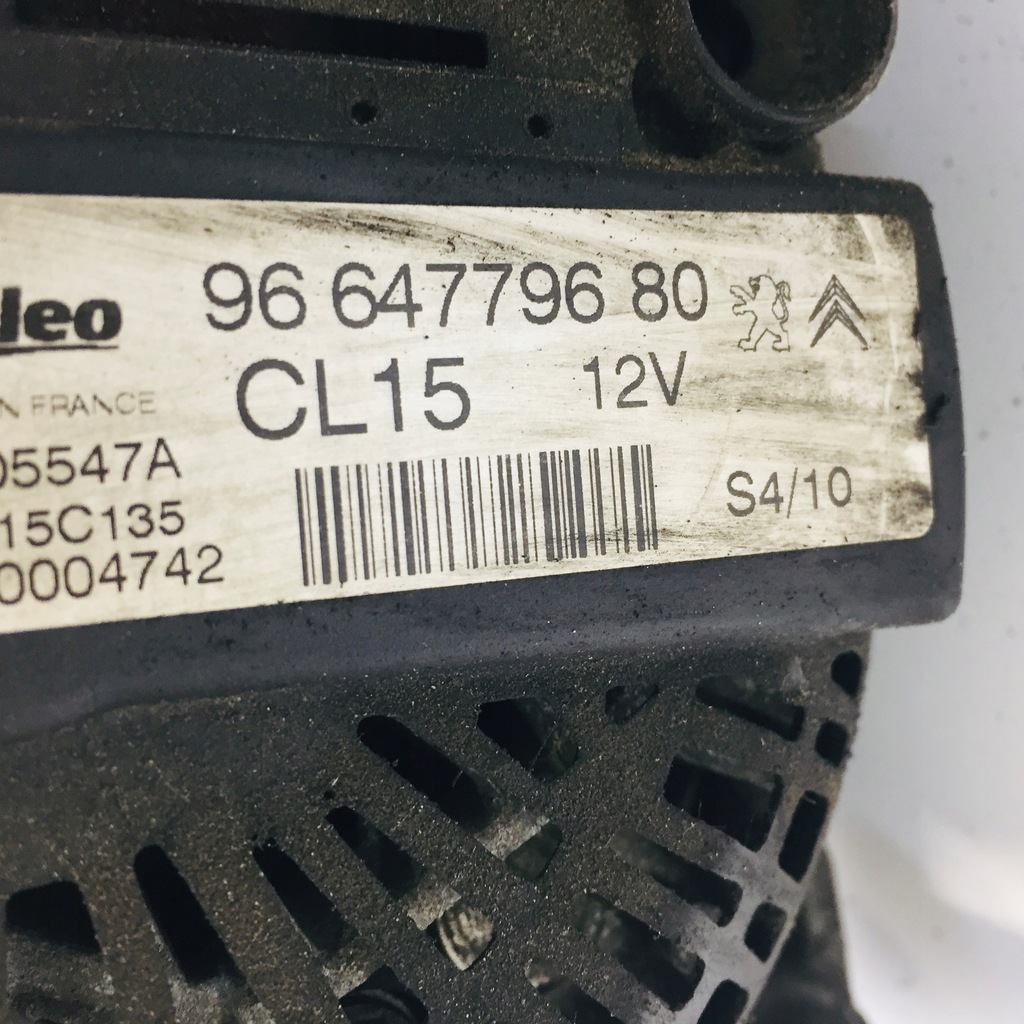 leo 96 647796 80
CL15 12V
N FRANCE
05547A
15C135
0004742
S4/10